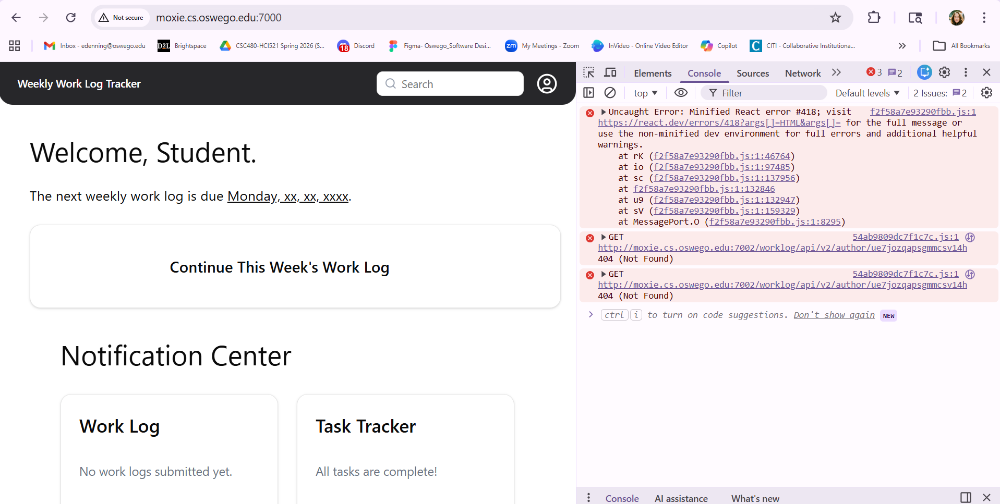 Not secure
moxie.cs.oswego.edu:7000
Inbox - edenning@oswego.edu
D2L Brightspace
CSC480-HCI521 Spring 2026 (S...
18 Discord
Figma- Oswego_Software Desi...
zm My Meetings - Zoom
InVideo - Online Video Editor
Copilot
C CITI - Collaborative Instituciona...
All Bookmarks
Weekly Work Log Tracker
Search
Welcome, Student.
The next weekly work log is due Monday, xx, xx, xxxx.
Continue This Week's Work Log
Notification Center
Work Log
No work logs submitted yet.
Task Tracker
All tasks are complete!
Elements Console Sources Network 3 2
top Filter Default levels 2 Issues: 2
Uncaught Error: Minified React error #418; visit f2f58a7e93290fbb.js:1
https://react.dev/errors/418?args[]=HTML&args[]= for the full message or
use the non-minified dev environment for full errors and additional helpful
warnings.
at rK (f2f58a7e93290fbb.js:1:46764)
at io (f2f58a7e93290fbb.js:1:97485)
at sc (f2f58a7e93290fbb.js:1:137956)
at f2f58a7e93290fbb.js:1:132846
at u9 (f2f58a7e93290fbb.js:1:132947)
at sV (f2f58a7e93290fbb.js:1:159329)
at MessagePort.O (f2f58a7e93290fbb.js:1:8295)
GET 54ab9809dc7f1c7c.js:1
http://moxie.cs.oswego.edu:7002/worklog/api/v2/author/ue7jozqapsgmmcsv14h
404 (Not Found)
GET 54ab9809dc7f1c7c.js:1
http://moxie.cs.oswego.edu:7002/worklog/api/v2/author/ue7jozqapsgmmcsv14h
404 (Not Found)
ctrl i to turn on code suggestions. Don't show again NEW
Console AI assistance What's new